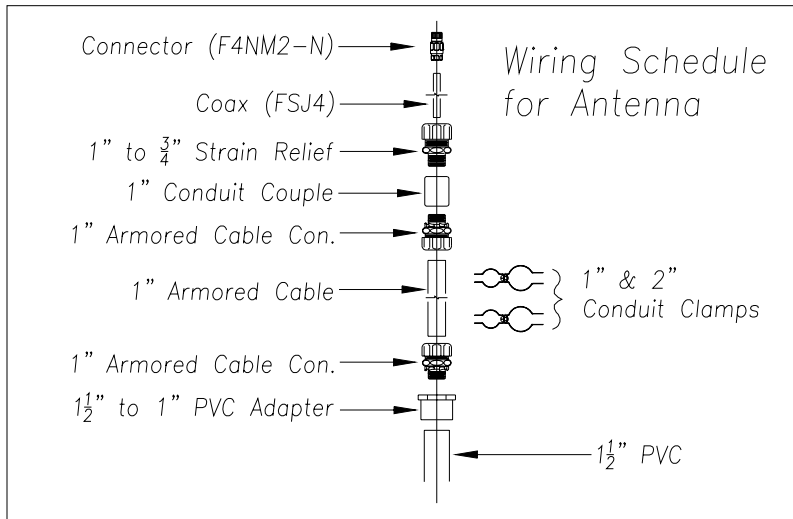 Wiring Schedule
for Antenna
Connector (F4NM2-N)
Coax (FSJ4)
1" to 3/4" Strain Relief
1" Conduit Couple
1" Armored Cable Con.
1" Armored Cable
1" & 2"
Conduit Clamps
1" Armored Cable Con.
1 1/2" to 1" PVC Adapter
1 1/2" PVC